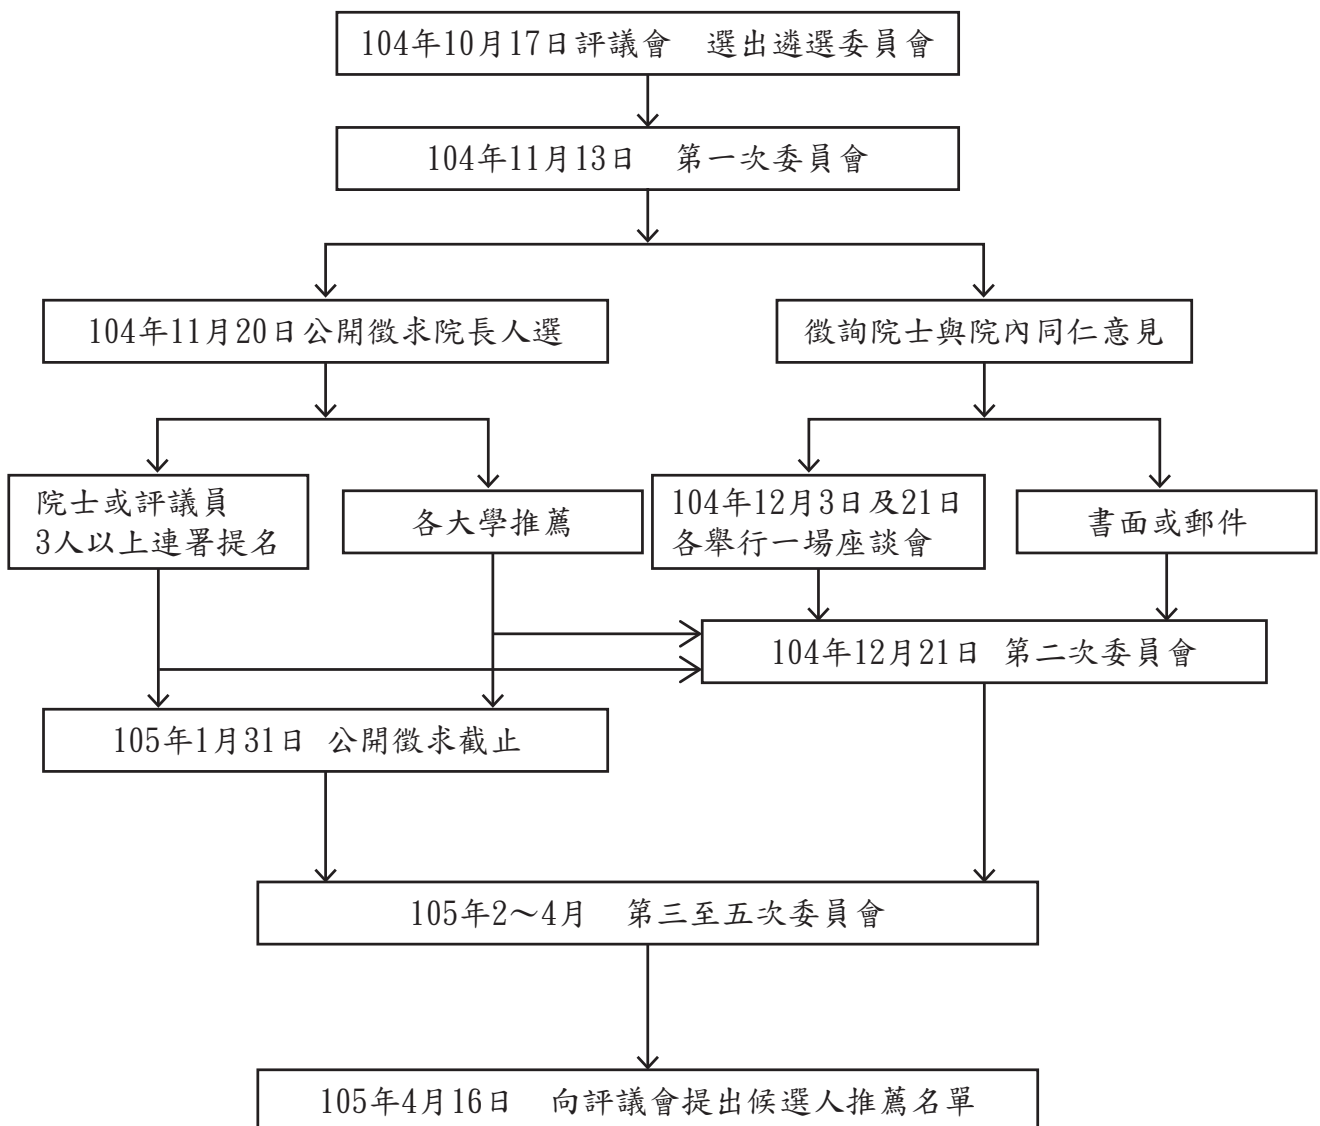 104年10月17日評議會 選出遴選委員會
104年11月13日 第一次委員會
104年11月20日公開徵求院長人選
徵詢院士與院內同仁意見
院士或評議員
3人以上連署提名
各大學推薦
104年12月3日及21日
各舉行一場座談會
書面或郵件
104年12月21日 第二次委員會
105年1月31日 公開徵求截止
105年2～4月 第三至五次委員會
105年4月16日 向評議會提出候選人推薦名單